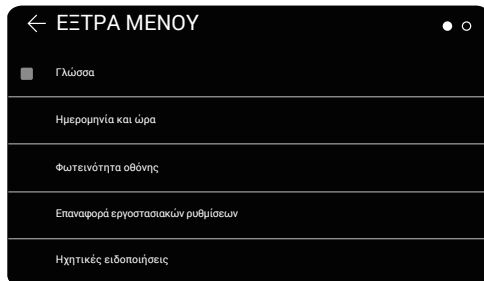 ΕΞΤΡΑ ΜΕΝΟΥ
Γλώσσα
Ημερομηνία και ώρα
Φωτεινότητα οθόνης
Επαναφορά εργοστασιακών ρυθμίσεων
Ηχητικές ειδοποιήσεις